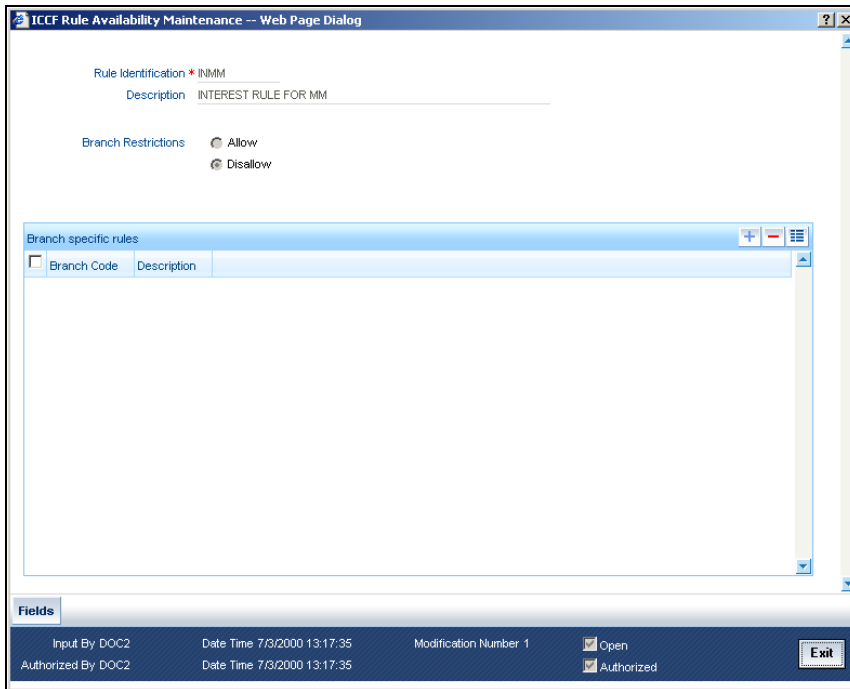 ICCF Rule Availability Maintenance -- Web Page Dialog
Rule Identification * INMM
Description INTEREST RULE FOR MM
Branch Restrictions Allow
Disallow
Branch specific rules
Branch Code Description
Fields
Input By DOC2 Date Time 7/3/2000 13:17:35 Modification Number 1 Open
Authorized By DOC2 Date Time 7/3/2000 13:17:35 Authorized
Exit